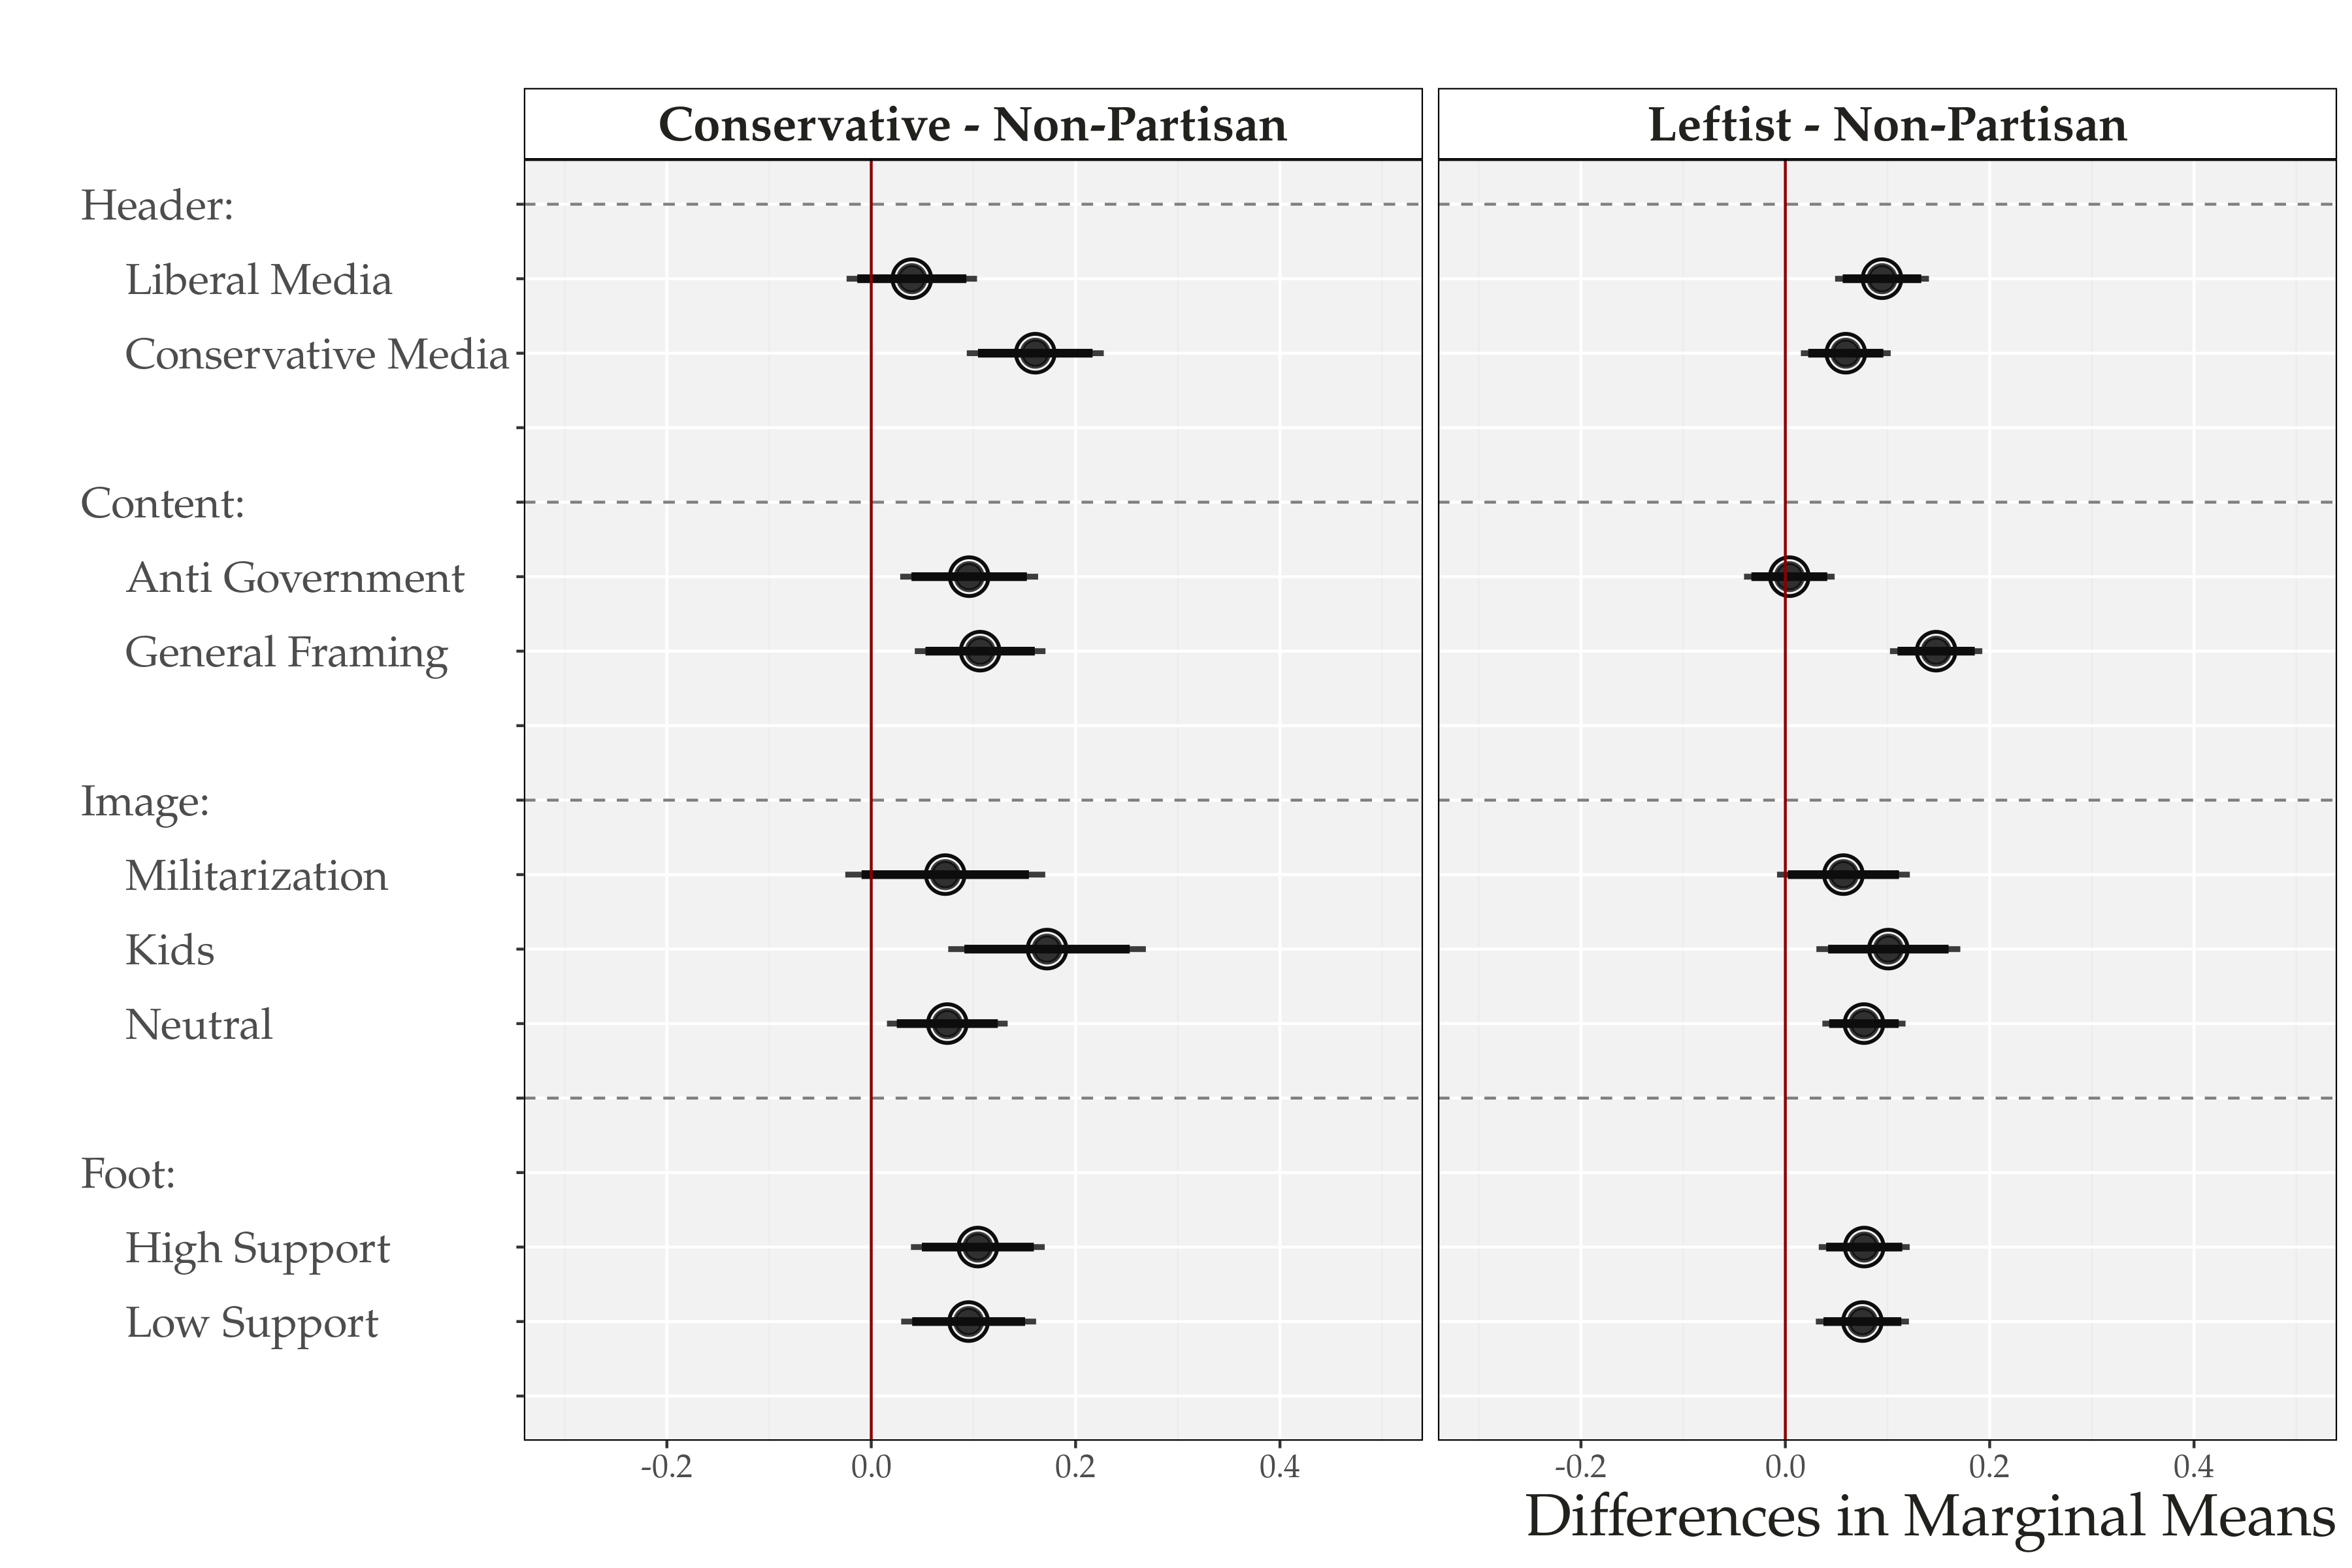 Conservative - Non-Partisan
Leftist - Non-Partisan
Header:
Liberal Media
Conservative Media
Content:
Anti Government
General Framing
Image:
Militarization
Kids
Neutral
Foot:
High Support
Low Support
-0.2 0.0 0.2 0.4
-0.2 0.0 0.2 0.4
Differences in Marginal Means